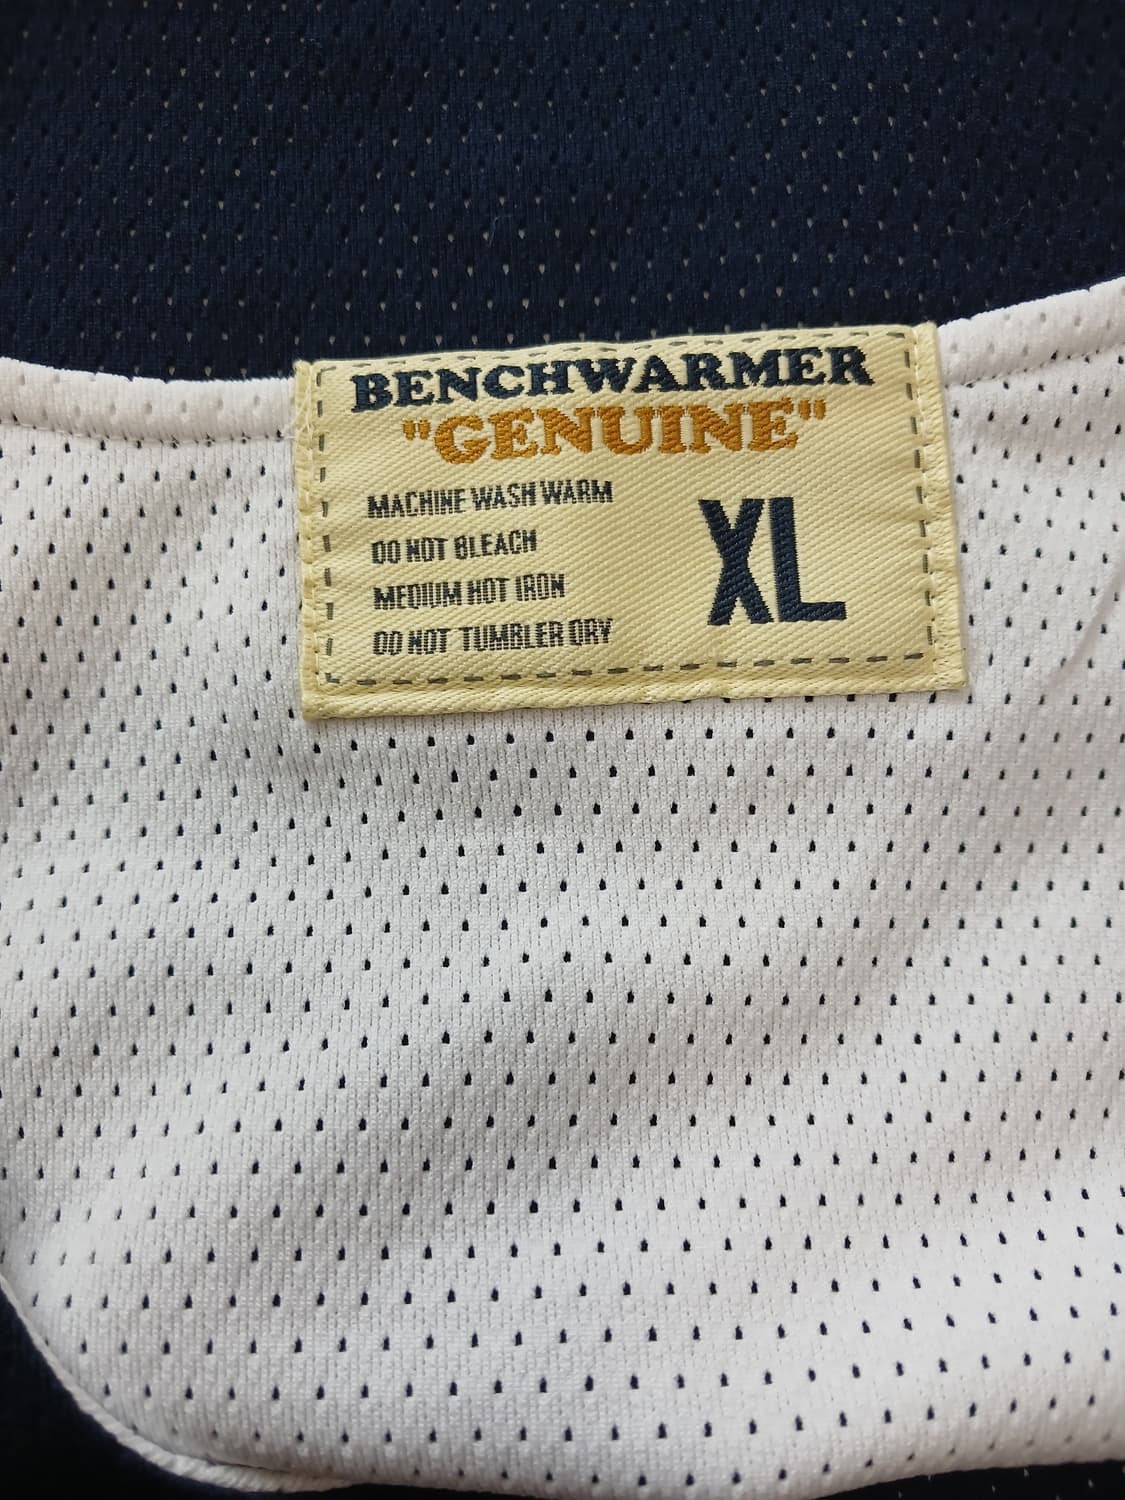 BENCHWARMER
"GENUINE"
MACHINE WASH WARM
DO NOT BLEACH
MEDIUM HOT IRON
DO NOT TUMBLER DRY
XL